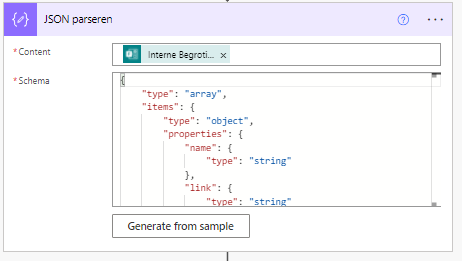 JSON parseren
* Content
Interne Begroti... ×
* Schema
{
    "type": "array",
    "items": {
        "type": "object",
        "properties": {
            "name": {
                "type": "string"
            },
            "link": {
                "type": "string"
Generate from sample